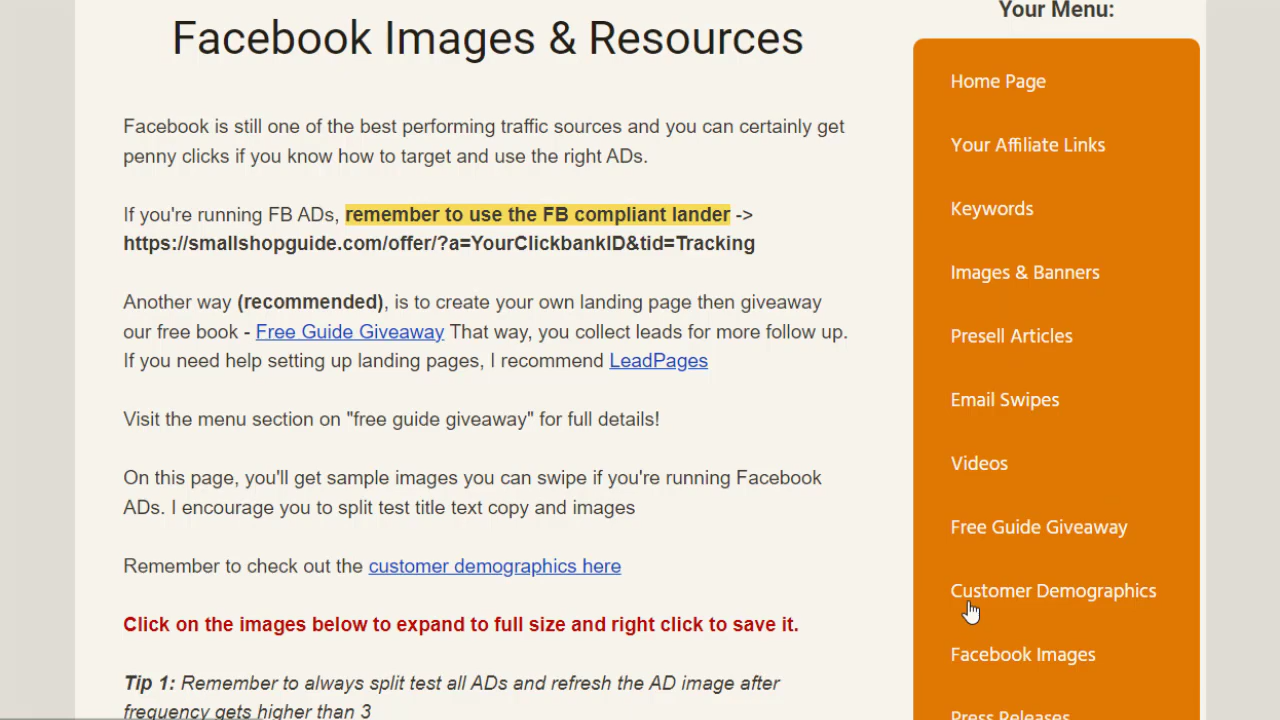 Facebook Images & Resources
Facebook is still one of the best performing traffic sources and you can certainly get
penny clicks if you know how to target and use the right ADs.
If you're running FB ADs, remember to use the FB compliant lander ->
https://smallshopguide.com/offer/?a=YourClickbankID&tid=Tracking
Another way (recommended), is to create your own landing page then giveaway
our free book - Free Guide Giveaway That way, you collect leads for more follow up.
If you need help setting up landing pages, I recommend LeadPages
Visit the menu section on "free guide giveaway" for full details!
On this page, you'll get sample images you can swipe if you're running Facebook
ADs. I encourage you to split test title text copy and images
Remember to check out the customer demographics here
Click on the images below to expand to full size and right click to save it.
Tip 1: Remember to always split test all ADs and refresh the AD image after
frequency gets higher than 3
Your Menu:
Home Page
Your Affiliate Links
Keywords
Images & Banners
Presell Articles
Email Swipes
Videos
Free Guide Giveaway
Customer Demographics
Facebook Images
Press Releases